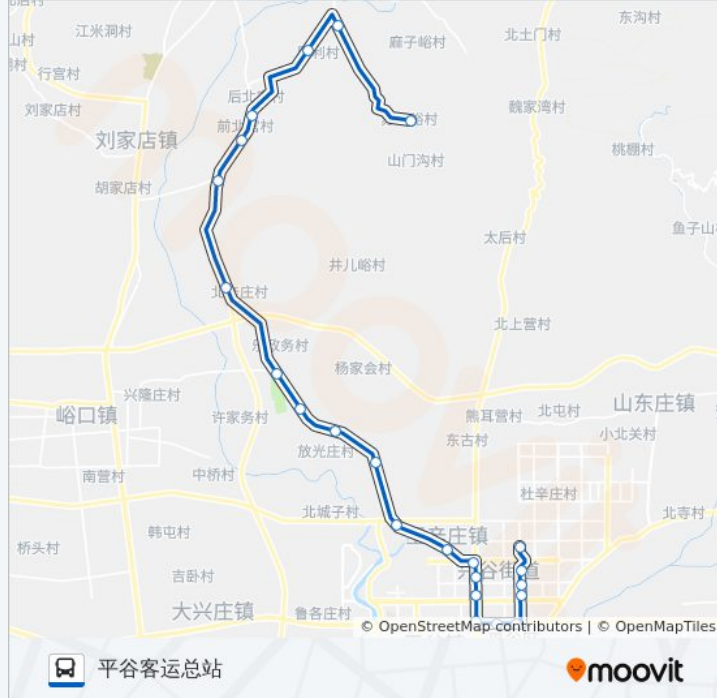 东沟村
江米洞村
北土门村
麻子峪村
山村
行宫村
刘家店村
魏家湾村
前北宫村
刘家店镇
桃棚村
山门沟村
胡家店村
鱼子山村
太后村
井儿峪村
北上营村
杨家会村
兴隆庄村
山东庄镇
峪口镇
许家务村
熊耳营村
北屯村
东古村
小北关村
放光庄村
南营村
中桥村
杜辛庄村
北城子村
北寺村
韩屯村
桥头村
吉卧村
大兴庄镇
鲁各庄村
© OpenStreetMap contributors | © OpenMapTiles
平谷客运总站
moovit